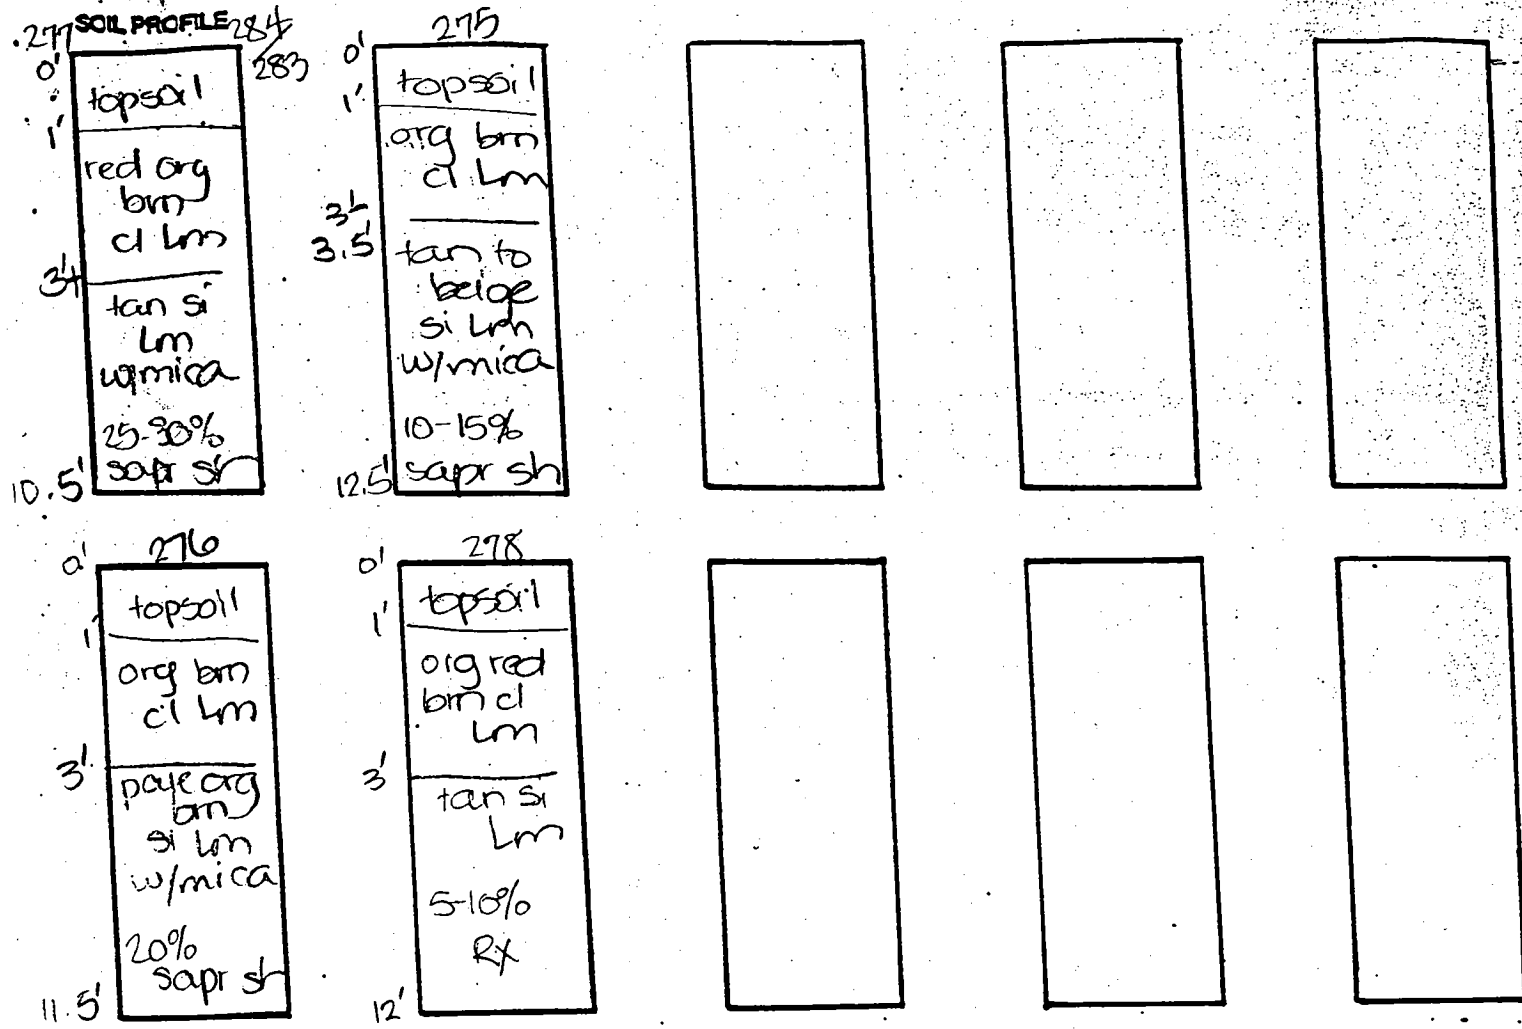 SOIL PROFILE
277 284/283
0'
topsoil
1'
red org
brn
cl Lm
3'+
tan si
Lm
w/mica
25-30%
sapr sh
10.5'
275
0'
topsoil
1'
org brn
cl Lm
3'-
3.5'
tan to
beige
si Lm
w/mica
10-15%
sapr sh
12.5'
276
0'
topsoil
1'
org brn
cl Lm
3'
pale org
brn
si Lm
w/mica
20%
sapr sh
11.5'
278
0'
topsoil
1'
org red
brn cl
Lm
3'
tan si
Lm
5-10%
RX
12'